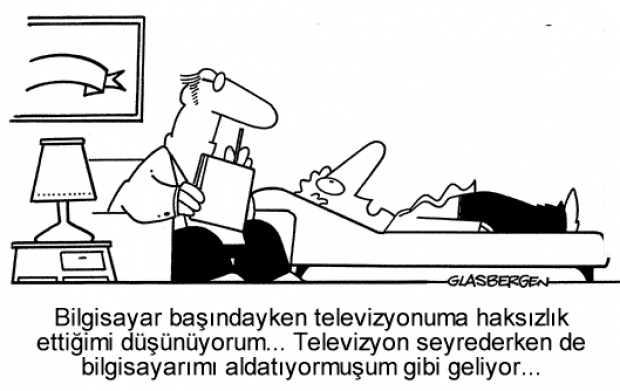 GLASBERGEN
Bilgisayar başındayken televizyonuma haksızlık
ettiğimi düşünüyorum... Televizyon seyrederken de
bilgisayarımı aldatıyormuşum gibi geliyor...